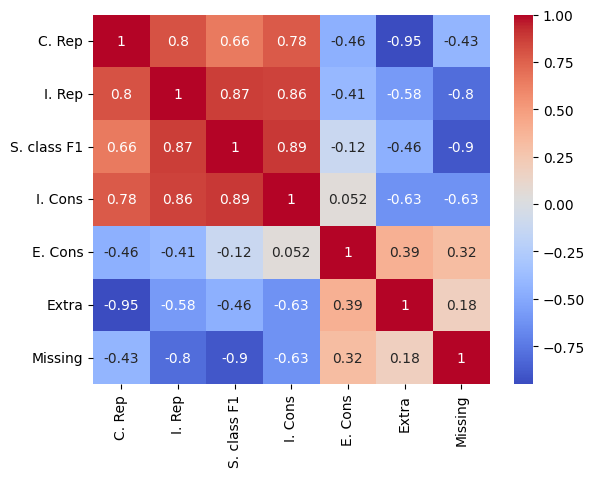 C. Rep 1 0.8 0.66 0.78 -0.46 -0.95 -0.43 1.00
I. Rep 0.8 1 0.87 0.86 -0.41 -0.58 -0.8 0.75
S. class F1 0.66 0.87 1 0.89 -0.12 -0.46 -0.9 0.50
0.25
I. Cons 0.78 0.86 0.89 1 0.052 -0.63 -0.63 0.00
E. Cons -0.46 -0.41 -0.12 0.052 1 0.39 0.32 -0.25
Extra -0.95 -0.58 -0.46 -0.63 0.39 1 0.18 -0.50
Missing -0.43 -0.8 -0.9 -0.63 0.32 0.18 1 -0.75
C. Rep I. Rep S. class F1 I. Cons E. Cons Extra Missing